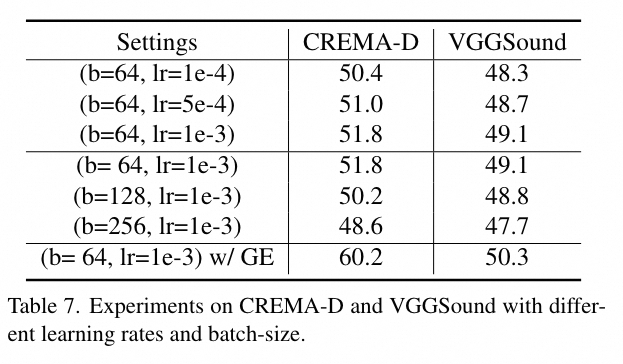 Settings CREMA-D VGGSound
(b=64, lr=1e-4) 50.4 48.3
(b=64, lr=5e-4) 51.0 48.7
(b=64, lr=1e-3) 51.8 49.1
(b= 64, lr=1e-3) 51.8 49.1
(b=128, lr=1e-3) 50.2 48.8
(b=256, lr=1e-3) 48.6 47.7
(b= 64, lr=1e-3) w/ GE 60.2 50.3
Table 7. Experiments on CREMA-D and VGGSound with differ-
ent learning rates and batch-size.